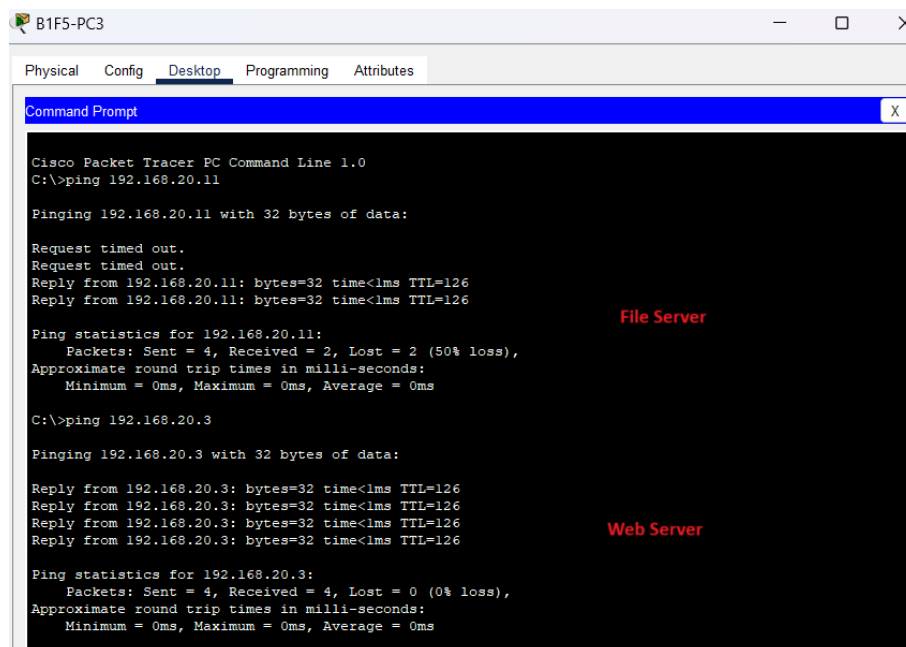 B1F5-PC3
Physical Config Desktop Programming Attributes
Command Prompt
X
Cisco Packet Tracer PC Command Line 1.0
C:\>ping 192.168.20.11
Pinging 192.168.20.11 with 32 bytes of data:
Request timed out.
Request timed out.
Reply from 192.168.20.11: bytes=32 time<1ms TTL=126
Reply from 192.168.20.11: bytes=32 time<1ms TTL=126
File Server
Ping statistics for 192.168.20.11:
Packets: Sent = 4, Received = 2, Lost = 2 (50% loss),
Approximate round trip times in milli-seconds:
Minimum = 0ms, Maximum = 0ms, Average = 0ms
C:\>ping 192.168.20.3
Pinging 192.168.20.3 with 32 bytes of data:
Reply from 192.168.20.3: bytes=32 time<1ms TTL=126
Reply from 192.168.20.3: bytes=32 time<1ms TTL=126
Reply from 192.168.20.3: bytes=32 time<1ms TTL=126
Reply from 192.168.20.3: bytes=32 time<1ms TTL=126
Web Server
Ping statistics for 192.168.20.3:
Packets: Sent = 4, Received = 4, Lost = 0 (0% loss),
Approximate round trip times in milli-seconds:
Minimum = 0ms, Maximum = 0ms, Average = 0ms